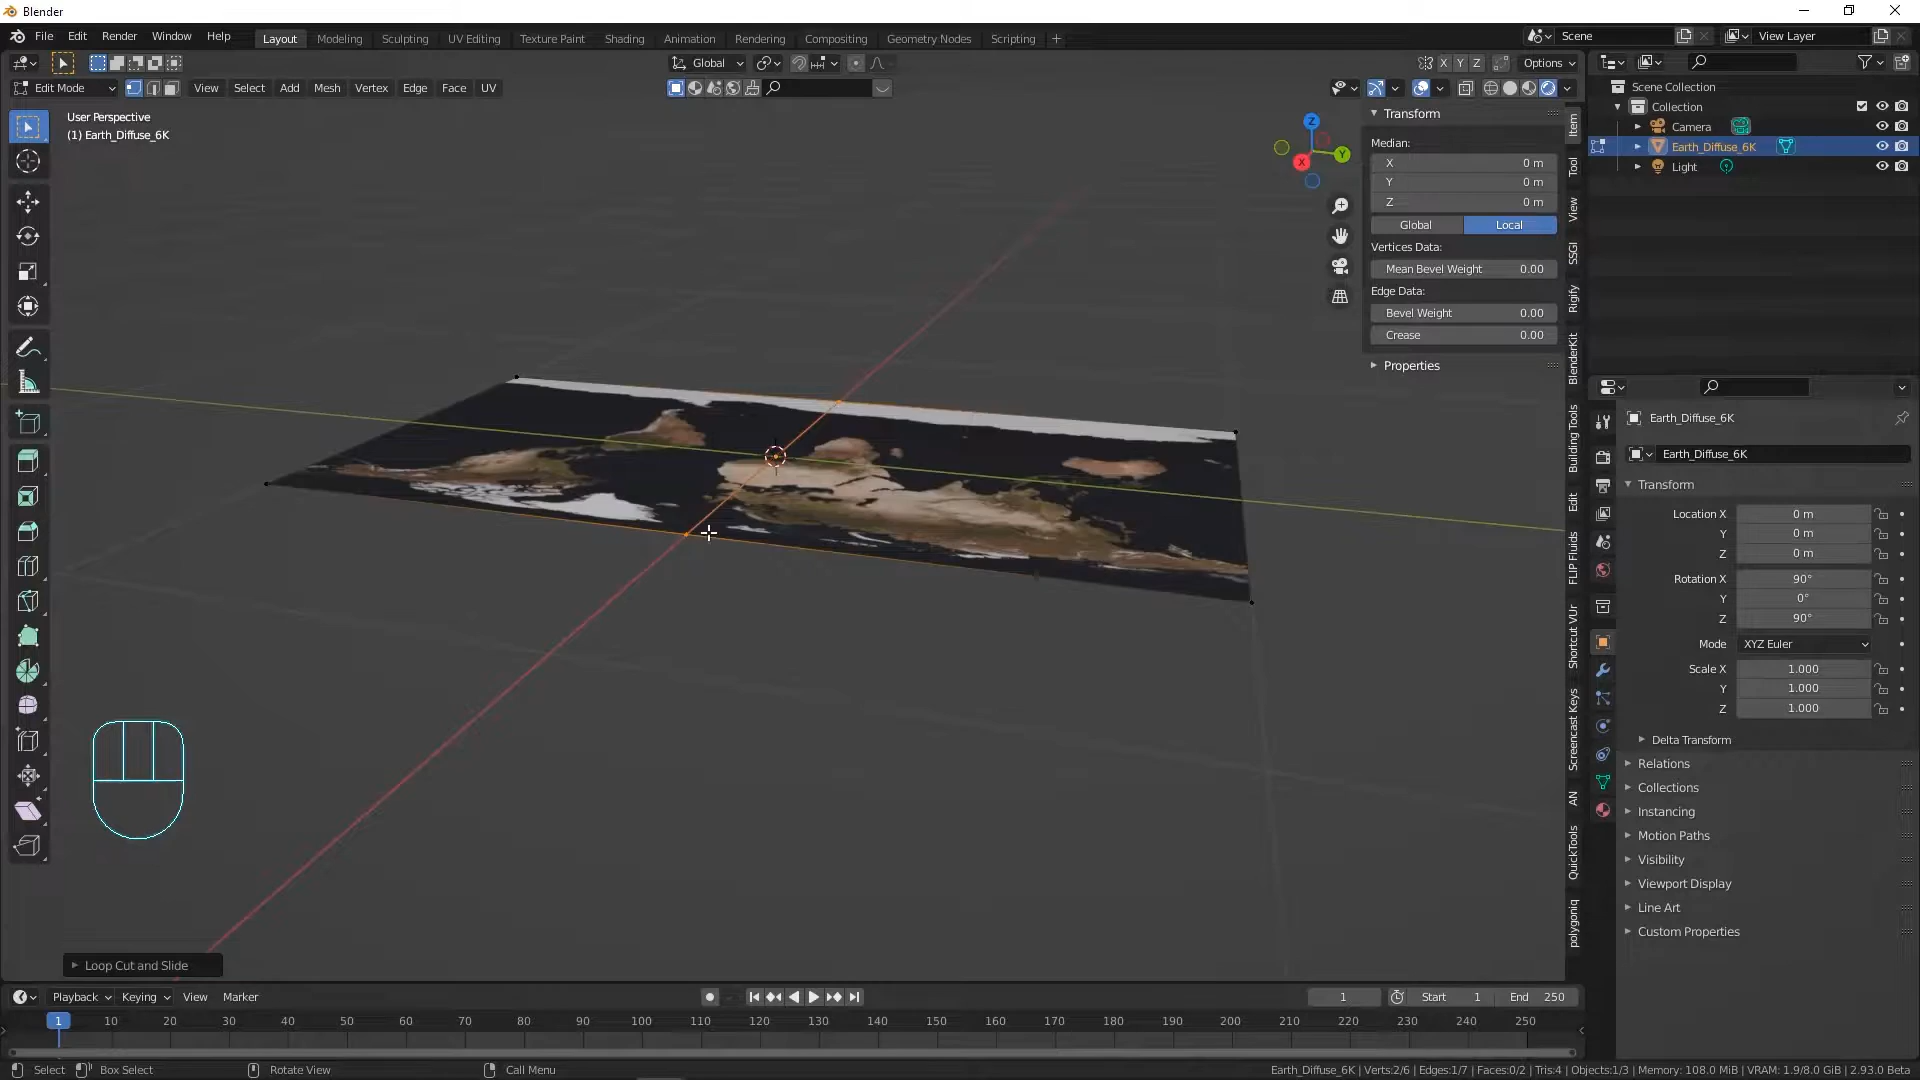 Blender
File Edit Render Window Help
Layout Modeling Sculpting UV Editing Texture Paint Shading Animation Rendering Compositing Geometry Nodes Scripting +
Scene
View Layer
Global
X Y Z
Options
Edit Mode
View Select Add Mesh Vertex Edge Face UV
User Perspective
(1) Earth_Diffuse_6K
Z
Y
X
Transform
Median:
X 0 m
Y 0 m
Z 0 m
Global Local
Vertices Data:
Mean Bevel Weight 0.00
Edge Data:
Bevel Weight 0.00
Crease 0.00
Properties
Item
Tool
View
SSGI
Rigify
BlenderKit
Building Tools
Edit
FLIP Fluids
Shortcut VUr
Screencast Keys
AN
QuickTools
polygoniq
Scene Collection
Collection
Camera
Earth_Diffuse_6K
Light
Earth_Diffuse_6K
Earth_Diffuse_6K
Transform
Location X 0 m
Y 0 m
Z 0 m
Rotation X 90°
Y 0°
Z 90°
Mode XYZ Euler
Scale X 1.000
Y 1.000
Z 1.000
Delta Transform
Relations
Collections
Instancing
Motion Paths
Visibility
Viewport Display
Line Art
Custom Properties
Loop Cut and Slide
Playback Keying View Marker
1
Start 1
End 250
1 10 20 30 40 50 60 70 80 90 100 110 120 130 140 150 160 170 180 190 200 210 220 230 240 250
Select Box Select Rotate View Call Menu
Earth_Diffuse_6K | Verts:2/6 | Edges:1/7 | Faces:0/2 | Tris:4 | Objects:1/3 | Memory: 108.0 MiB | VRAM: 1.9/8.0 GiB | 2.93.0 Beta